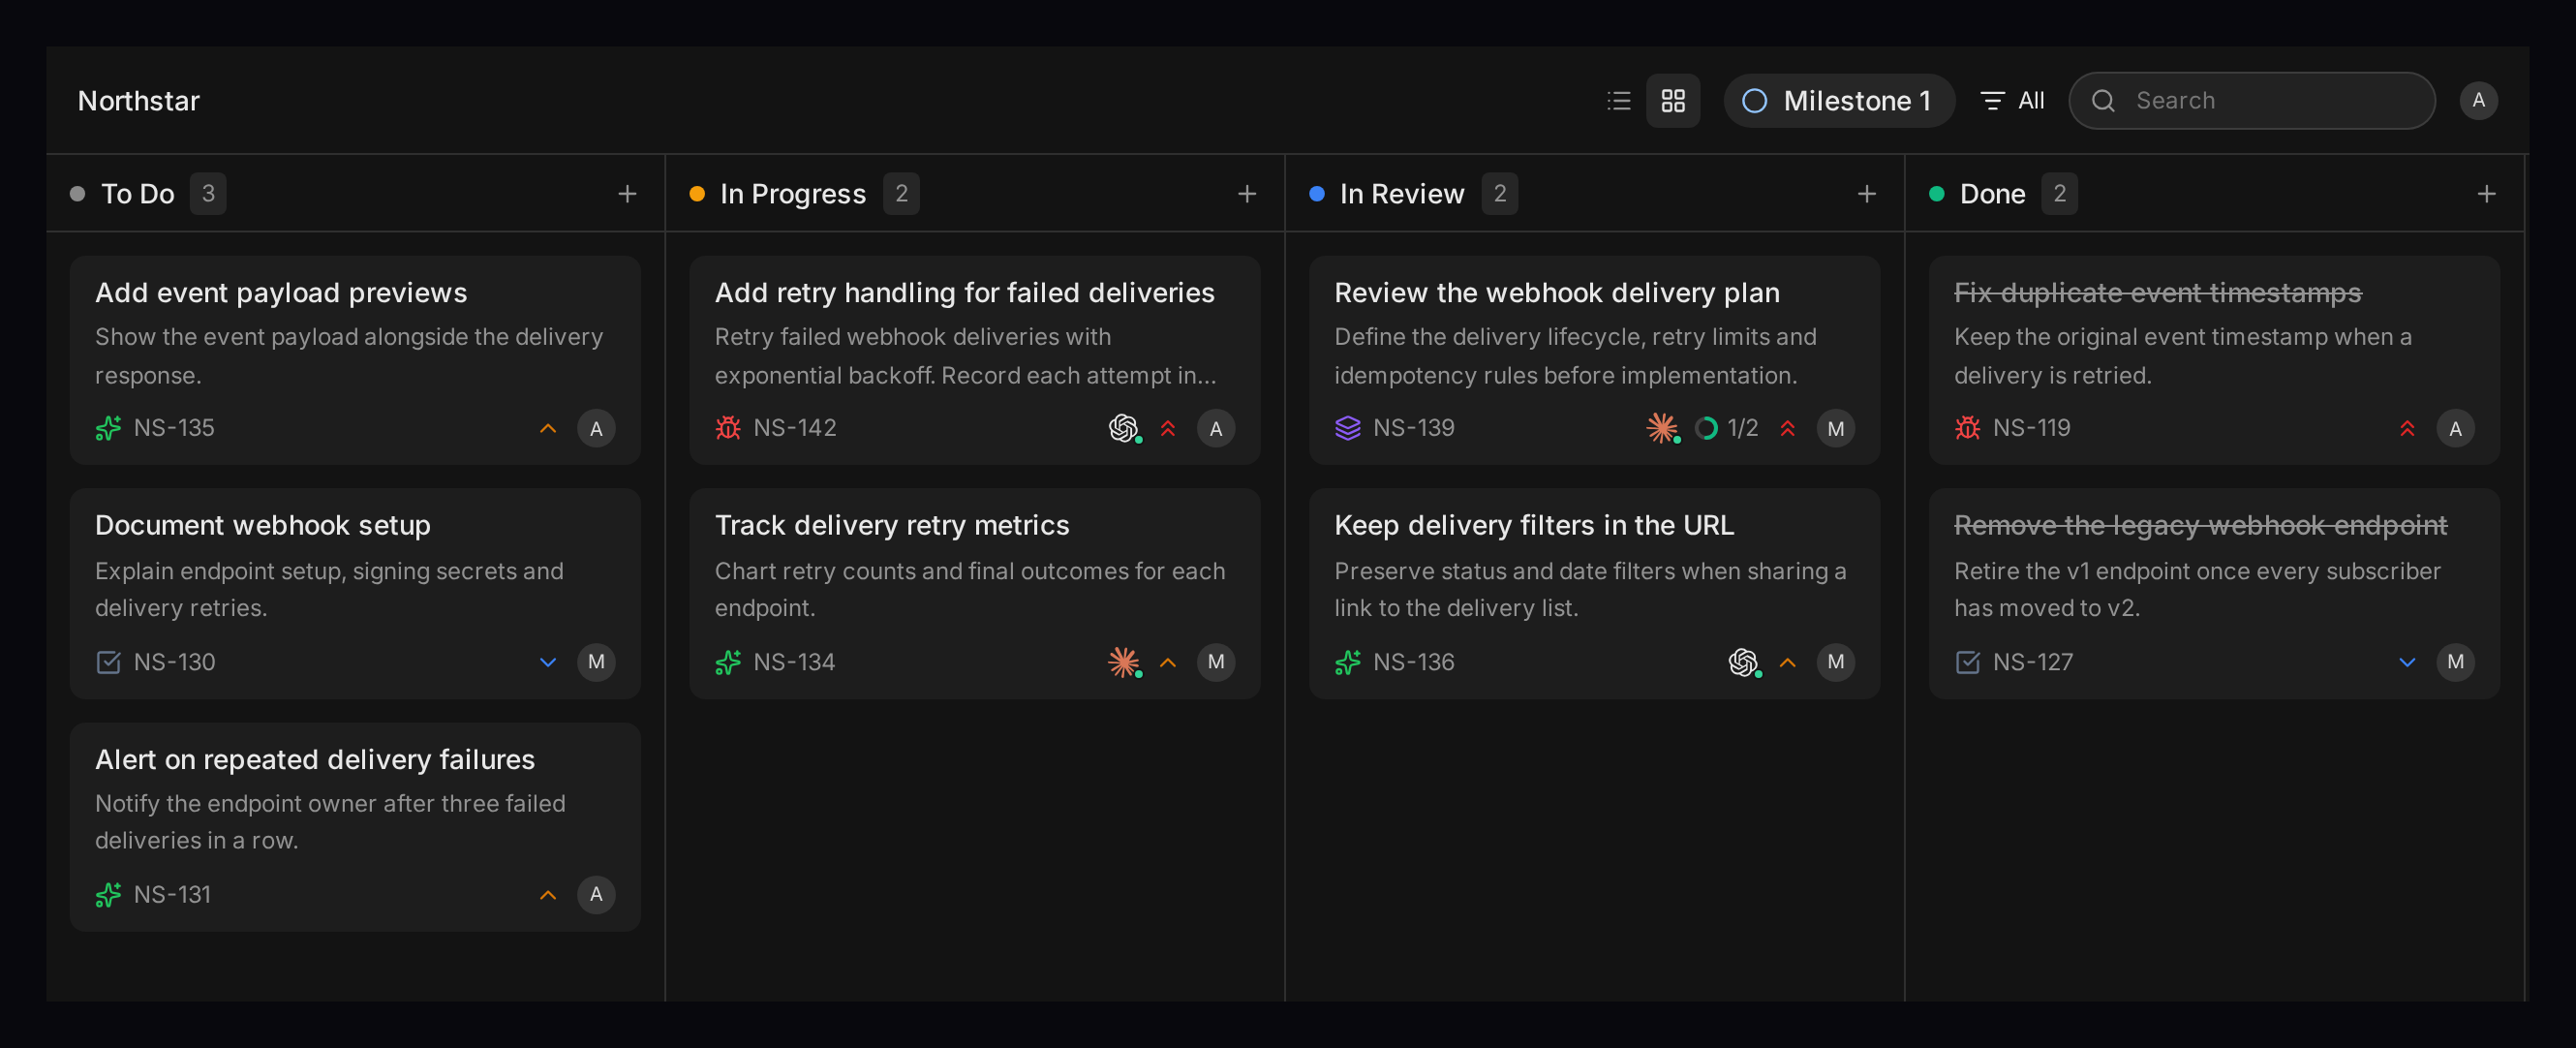 Northstar
Milestone 1
All
Search
A
To Do 3
Add event payload previews
Show the event payload alongside the delivery
response.
NS-135
A
Document webhook setup
Explain endpoint setup, signing secrets and
delivery retries.
NS-130
M
Alert on repeated delivery failures
Notify the endpoint owner after three failed
deliveries in a row.
NS-131
A
In Progress 2
Add retry handling for failed deliveries
Retry failed webhook deliveries with
exponential backoff. Record each attempt in...
NS-142
A
Track delivery retry metrics
Chart retry counts and final outcomes for each
endpoint.
NS-134
M
In Review 2
Review the webhook delivery plan
Define the delivery lifecycle, retry limits and
idempotency rules before implementation.
NS-139
1/2
M
Keep delivery filters in the URL
Preserve status and date filters when sharing a
link to the delivery list.
NS-136
M
Done 2
Fix duplicate event timestamps
Keep the original event timestamp when a
delivery is retried.
NS-119
A
Remove the legacy webhook endpoint
Retire the v1 endpoint once every subscriber
has moved to v2.
NS-127
M